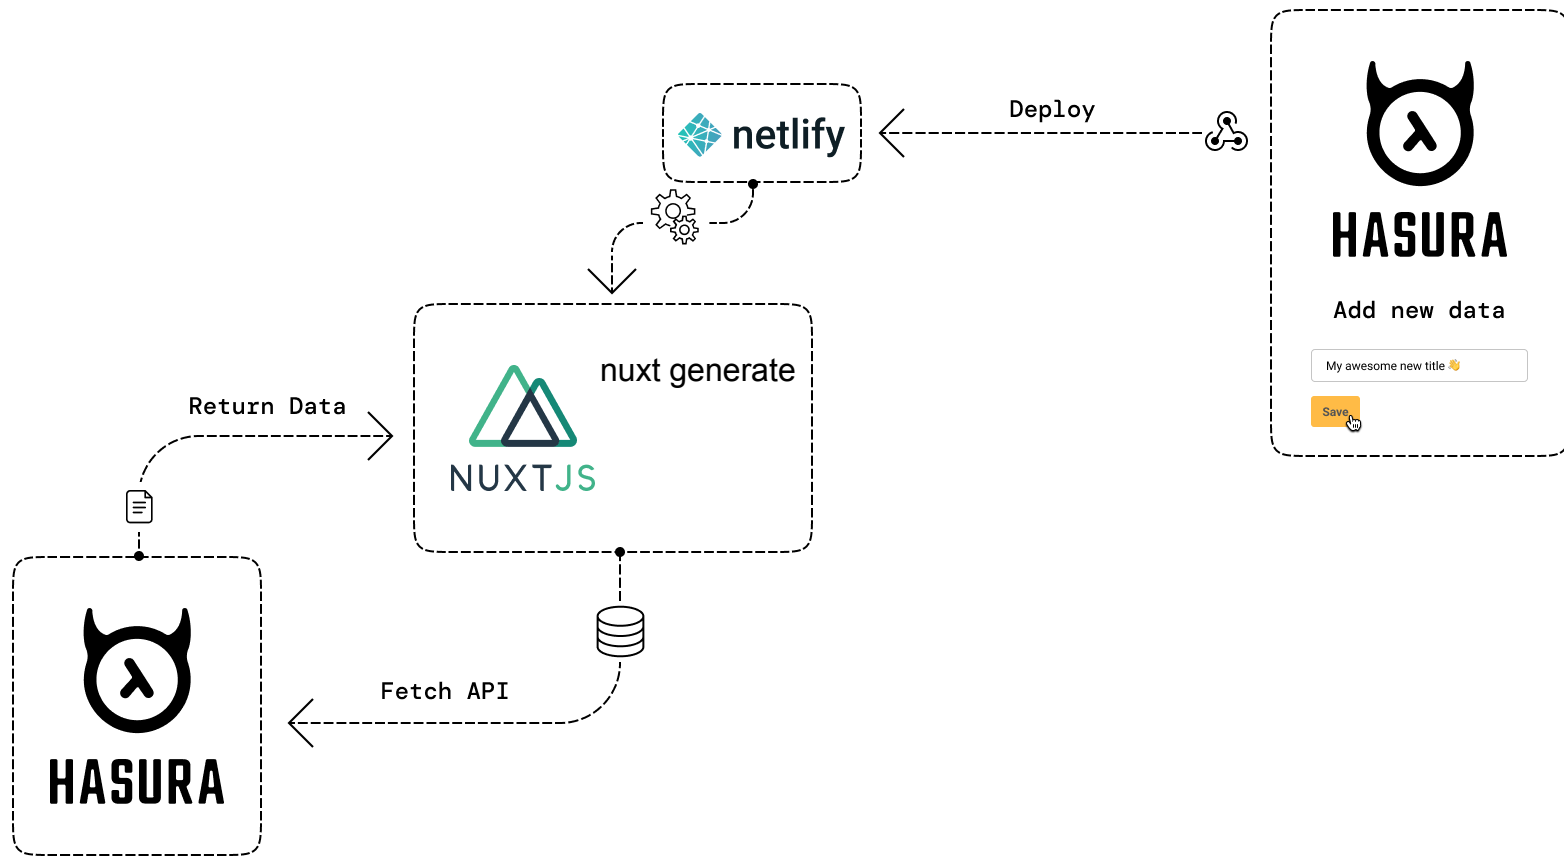 netlify
Deploy
HASURA
Add new data
My awesome new title 👋
Save
nuxt generate
NUXTJS
Return Data
Fetch API
HASURA